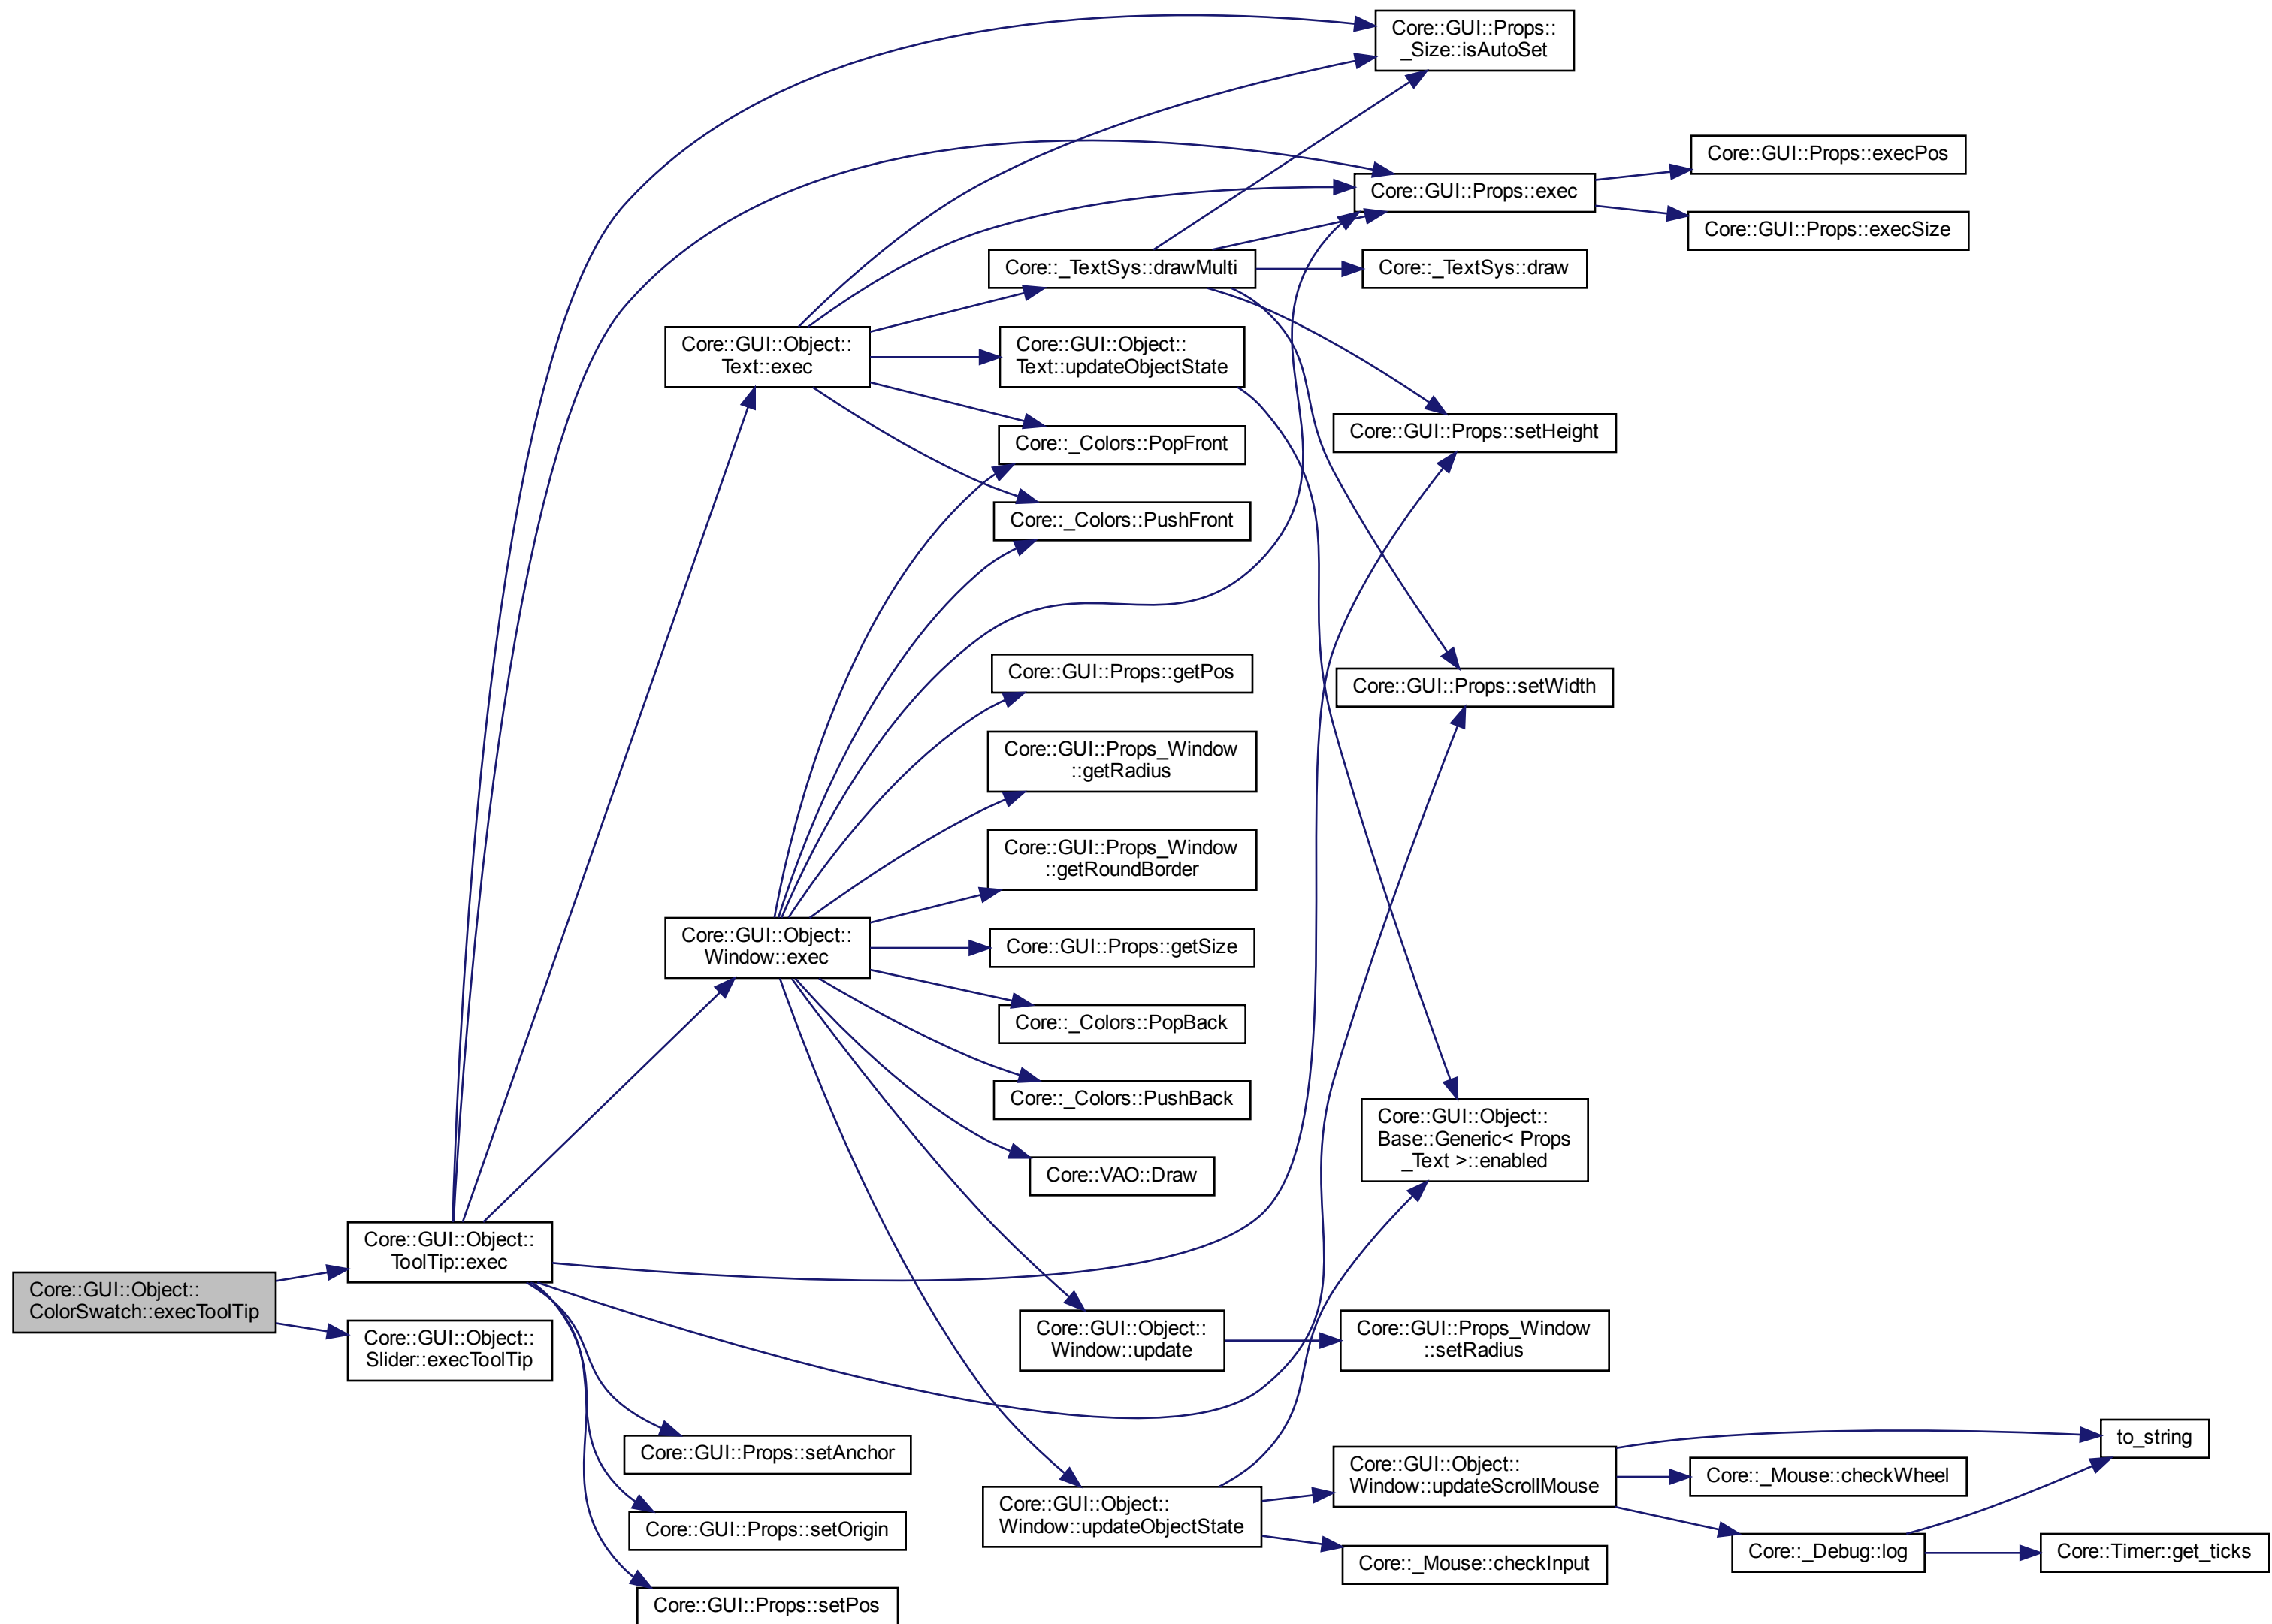 Core::GUI::Props::
_Size::isAutoSet
Core::GUI::Props::execPos
Core::GUI::Props::exec
Core::GUI::Props::execSize
Core::_TextSys::drawMulti
Core::_TextSys::draw
Core::GUI::Object::
Text::exec
Core::GUI::Object::
Text::updateObjectState
Core::_Colors::PopFront
Core::GUI::Props::setHeight
Core::_Colors::PushFront
Core::GUI::Props::getPos
Core::GUI::Props::setWidth
Core::GUI::Props_Window
::getRadius
Core::GUI::Props_Window
::getRoundBorder
Core::GUI::Object::
Window::exec
Core::GUI::Props::getSize
Core::_Colors::PopBack
Core::_Colors::PushBack
Core::GUI::Object::
Base::Generic< Props
_Text >::enabled
Core::VAO::Draw
Core::GUI::Object::
ToolTip::exec
Core::GUI::Object::
ColorSwatch::execToolTip
Core::GUI::Object::
Slider::execToolTip
Core::GUI::Object::
Window::update
Core::GUI::Props_Window
::setRadius
Core::GUI::Props::setAnchor
Core::GUI::Object::
Window::updateScrollMouse
to_string
Core::_Mouse::checkWheel
Core::GUI::Object::
Window::updateObjectState
Core::GUI::Props::setOrigin
Core::_Mouse::checkInput
Core::_Debug::log
Core::Timer::get_ticks
Core::GUI::Props::setPos